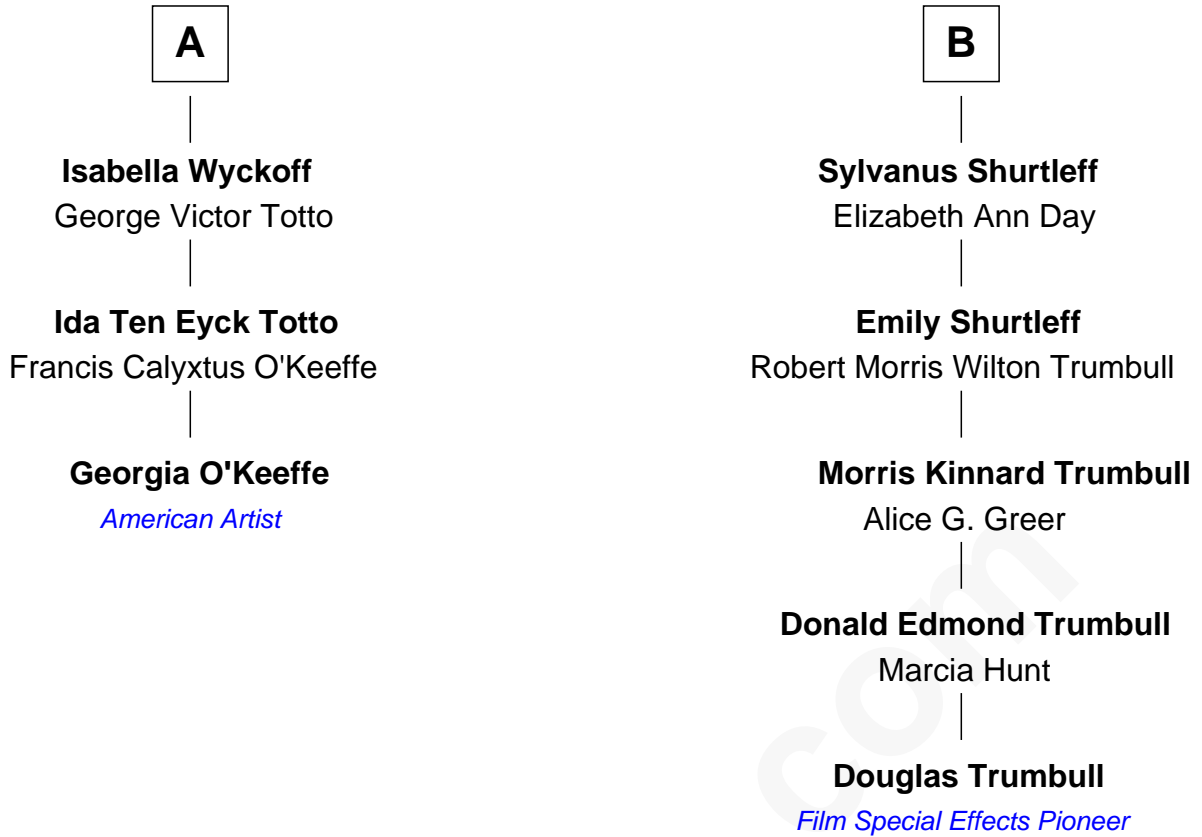 A
Isabella Wyckoff
George Victor Totto
Ida Ten Eyck Totto
Francis Calyxtus O'Keeffe
Georgia O'Keeffe
American Artist
B
Sylvanus Shurtleff
Elizabeth Ann Day
Emily Shurtleff
Robert Morris Wilton Trumbull
Morris Kinnard Trumbull
Alice G. Greer
Donald Edmond Trumbull
Marcia Hunt
Douglas Trumbull
Film Special Effects Pioneer
com